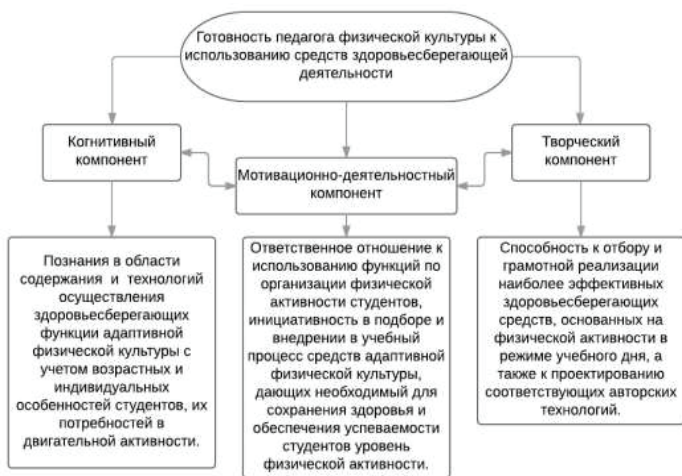 Готовность педагога физической культуры к
использованию средств здоровьесберегающей
деятельности
Когнитивный
компонент
Мотивационно-деятельностный
компонент
Творческий
компонент
Познания в области
содержания и технологий
осуществления
здоровьесберегающих
функции адаптивной
физической культуры с
учетом возрастных и
индивидуальных
особенностей студентов, их
потребностей в
двигательной активности.
Ответственное отношение к
использованию функций по
организации физической
активности студентов,
инициативность в подборе и
внедрении в учебный
процесс средств адаптивной
физической культуры,
дающих необходимый для
сохранения здоровья и
обеспечения успеваемости
студентов уровень
физической активности.
Способность к отбору и
грамотной реализации
наиболее эффективных
здоровьесберегающих
средств, основанных на
физической активности в
режиме учебного дня, а
также к проектированию
соответствующих авторских
технологий.